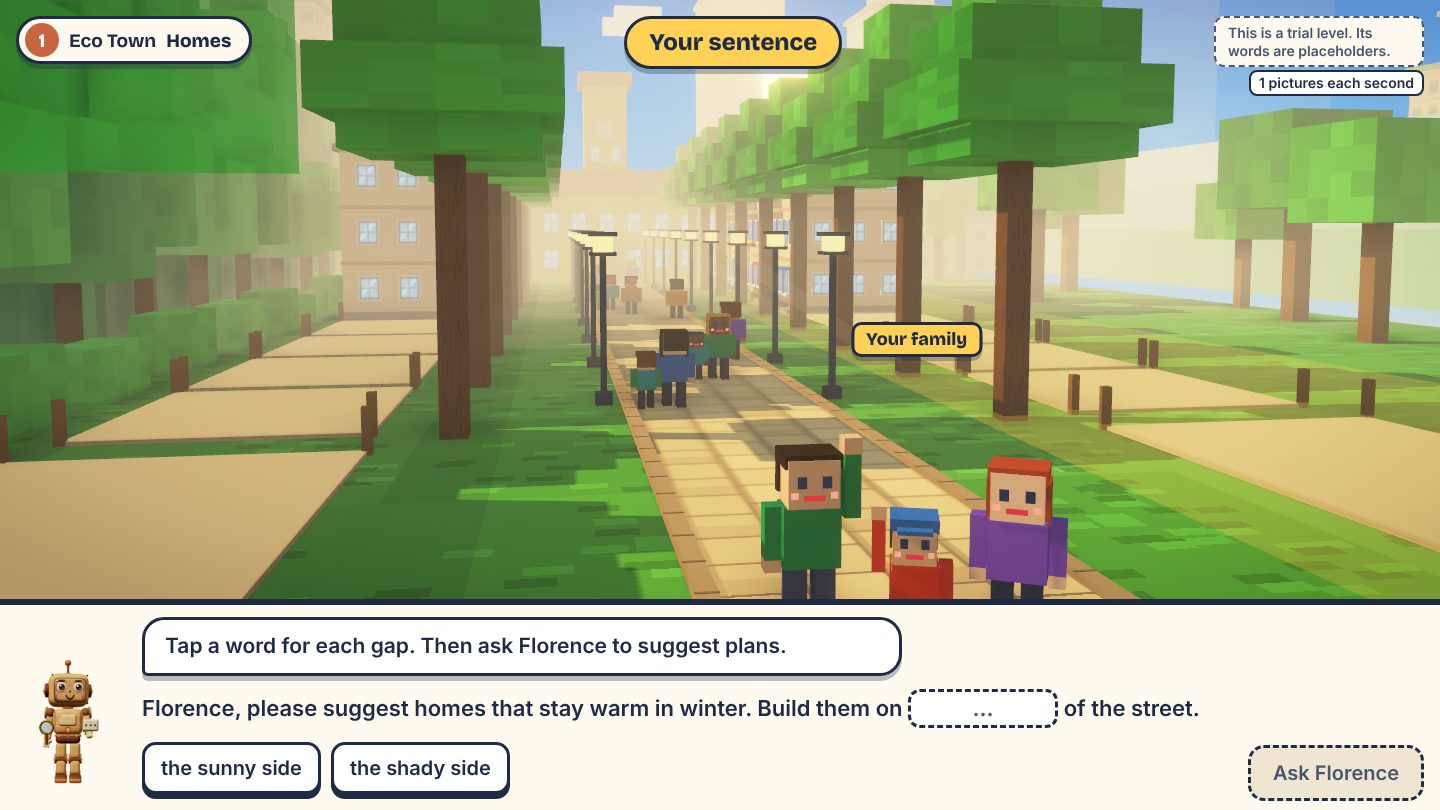 1 Eco Town Homes
Your sentence
This is a trial level. Its
words are placeholders.
1 pictures each second
Your family
Tap a word for each gap. Then ask Florence to suggest plans.
Florence, please suggest homes that stay warm in winter. Build them on ... of the street.
the sunny side
the shady side
Ask Florence